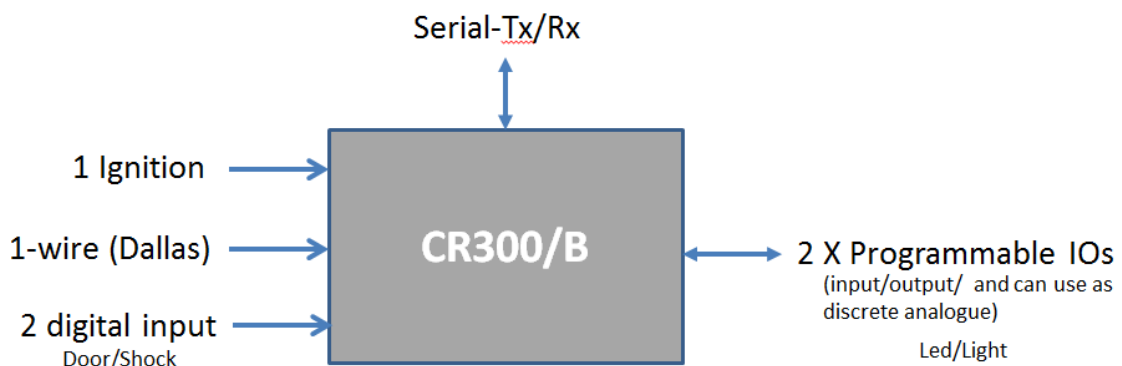 Serial-Tx/Rx
1 Ignition
1-wire (Dallas)
2 digital input
Door/Shock
CR300/B
2 X Programmable IOs
(input/output/ and can use as
discrete analogue)
Led/Light